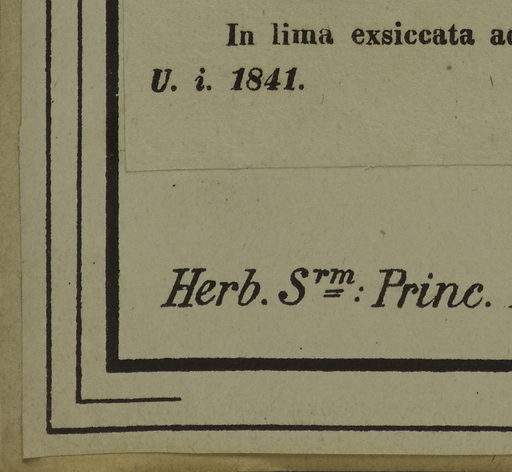 In lima exsiccata
U. i. 1841.
Herb. Srm: Princ.